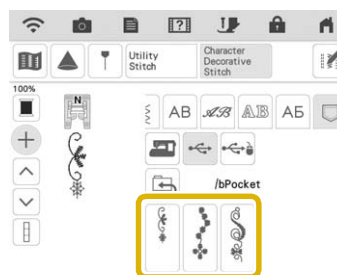 Utility
Stitch
Character
Decorative
Stitch
100%
N
AB AB AB АБ
/bPocket